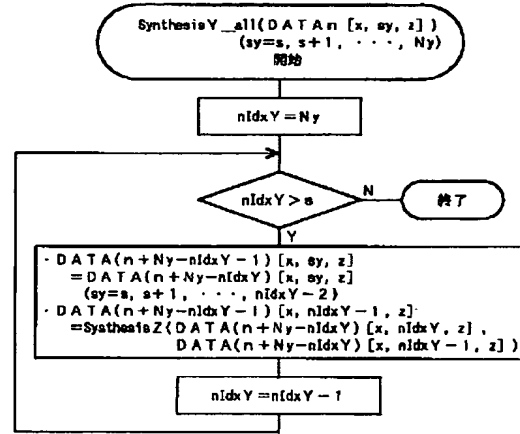 SynthesisY_all(DATAn [x, sy, z])
(sy=s, s+1, ･･･, Ny)
開始
nIdxY=Ny
nIdxY>s
N
終了
Y
･DATA(n+Ny-nIdxY-1) [x, sy, z]
=DATA(n+Ny-nIdxY) [x, sy, z]
(sy=s, s+1, ･･･, nIdxY-2)
･DATA(n+Ny-nIdxY-1) [x, nIdxY-1, z]
=SysthesisZ(DATA(n+Ny-nIdxY) [x, nIdxY, z],
DATA(n+Ny-nIdxY) [x, nIdxY-1, z])
nIdxY=nIdxY-1